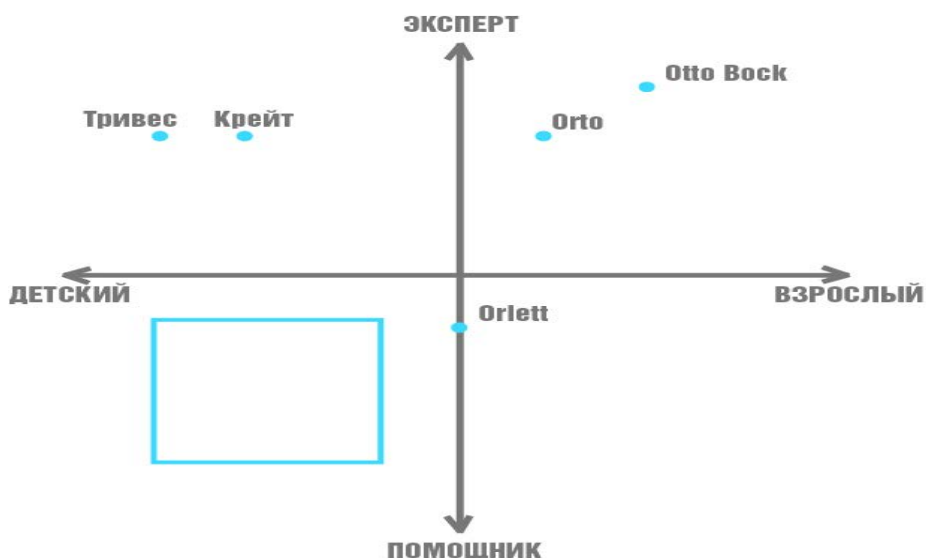 ЭКСПЕРТ
Otto Bock
Тривес Крейт Orto
ДЕТСКИЙ ВЗРОСЛЫЙ
Orlett
ПОМОЩНИК